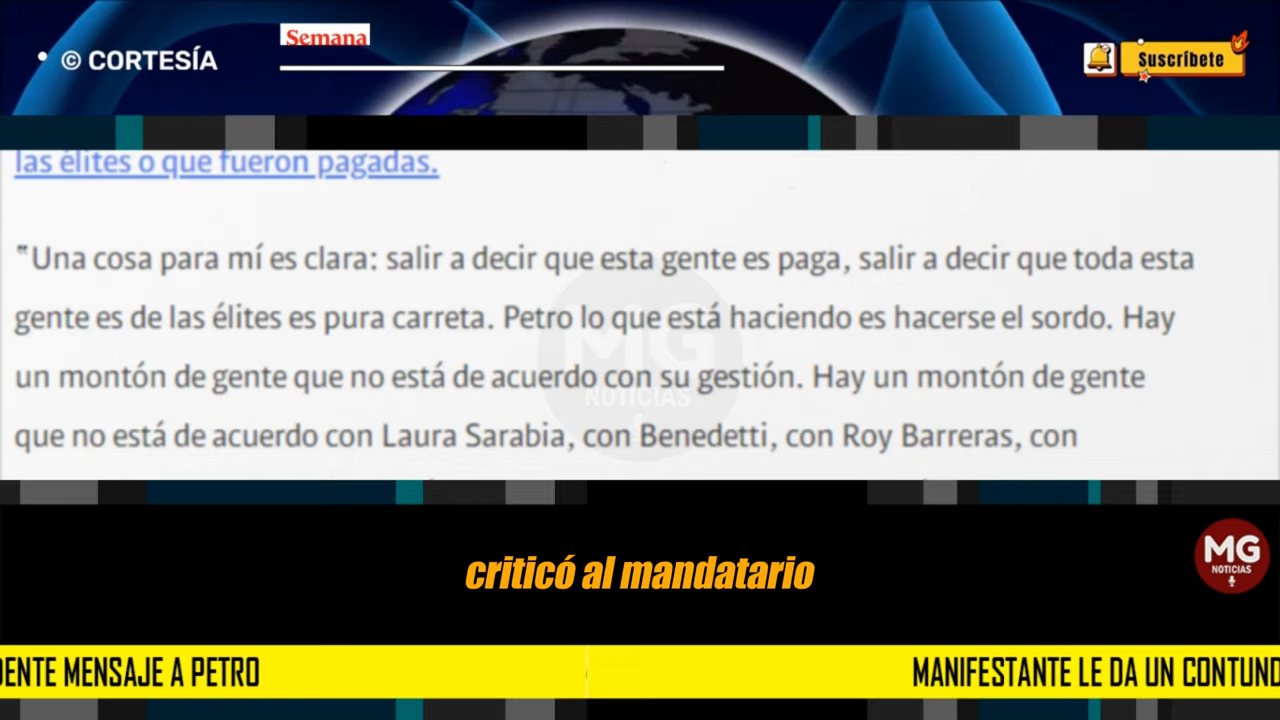 © CORTESÍA
Semana
Suscríbete
las élites o que fueron pagadas.
“Una cosa para mí es clara: salir a decir que esta gente es paga, salir a decir que toda esta
gente es de las élites es pura carreta. Petro lo que está haciendo es hacerse el sordo. Hay
un montón de gente que no está de acuerdo con su gestión. Hay un montón de gente
que no está de acuerdo con Laura Sarabia, con Benedetti, con Roy Barreras, con
MG
NOTICIAS
criticó al mandatario
MG
NOTICIAS
DENTE MENSAJE A PETRO
MANIFESTANTE LE DA UN CONTUND